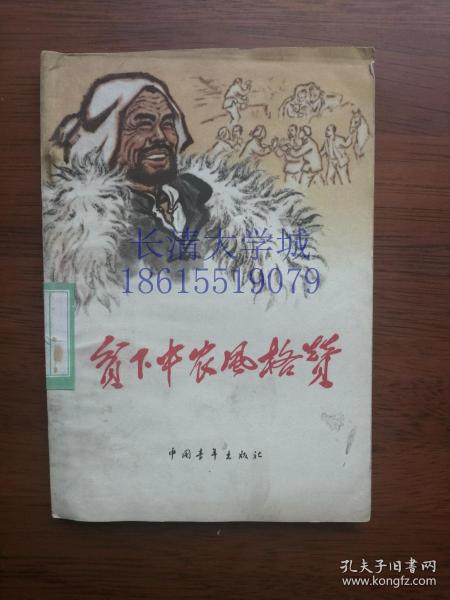 长清大学城
18615519079
贫下中农风格赞
中国青年出版社
孔夫子旧书网
www.kongfz.com